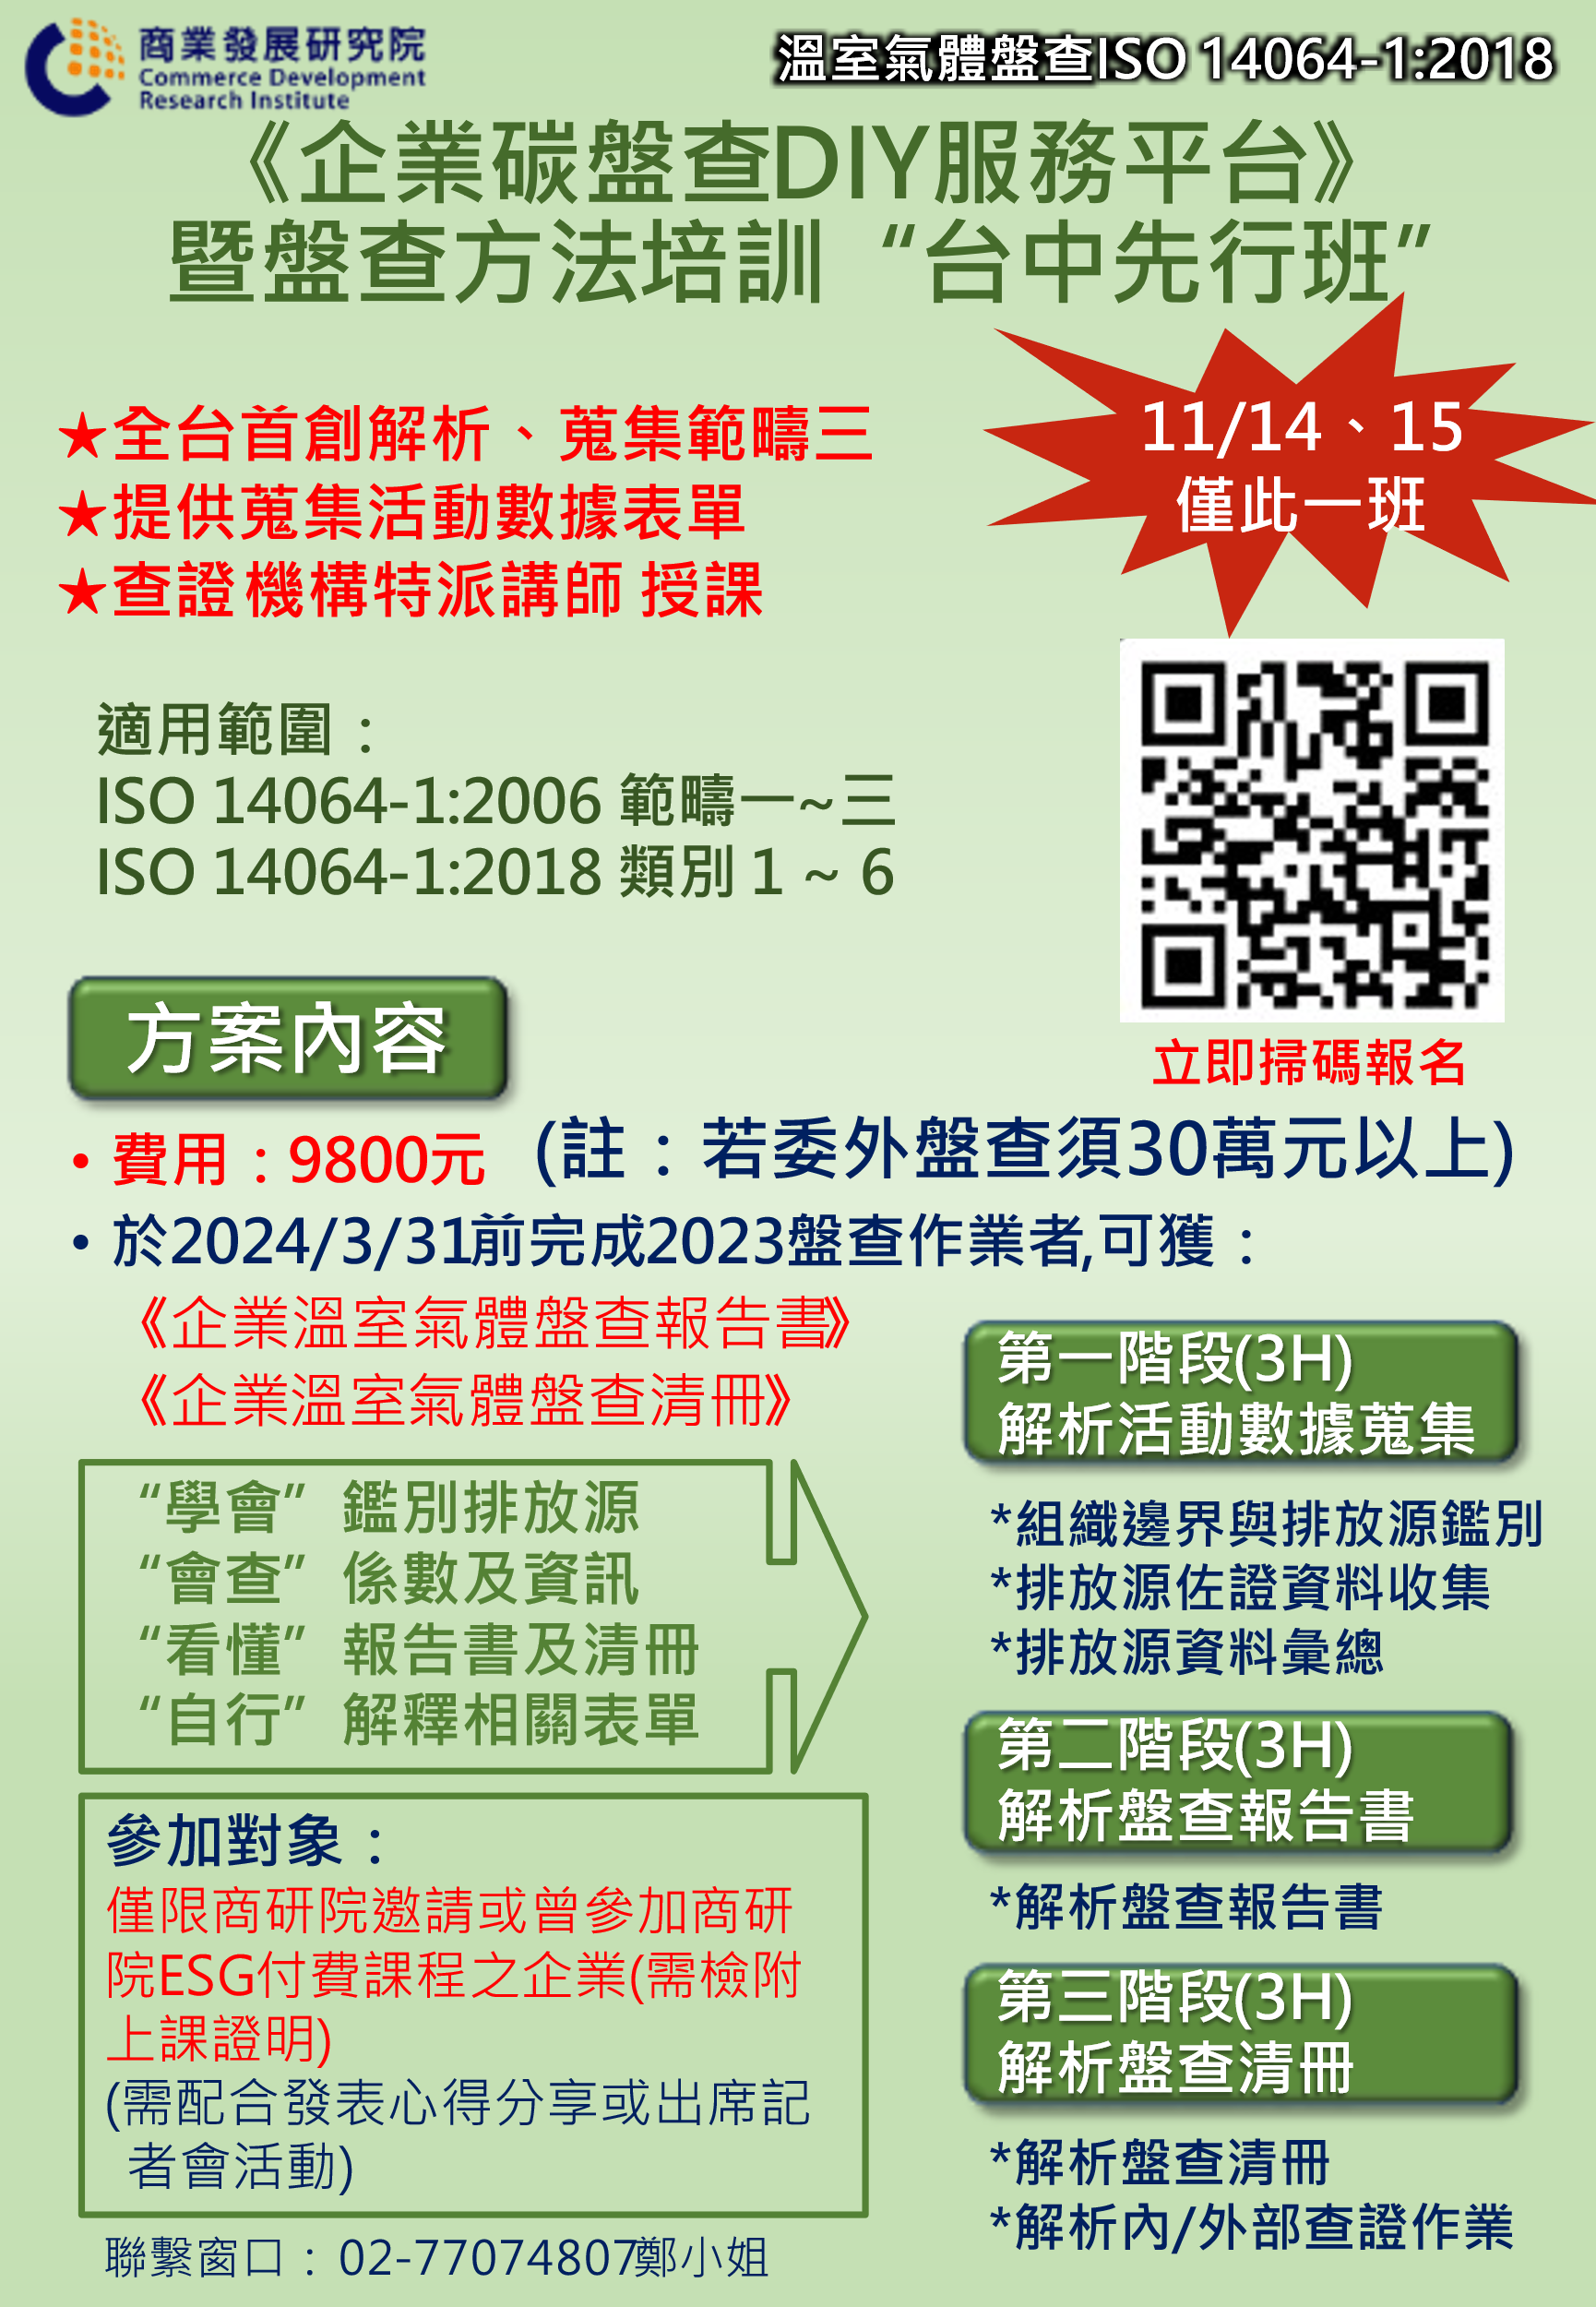 商業發展研究院
Commerce Development
Research Institute
溫室氣體盤查ISO 14064-1:2018
《企業碳盤查DIY服務平台》
暨盤查方法培訓 “台中先行班”
★全台首創解析、蒐集範疇三
★提供蒐集活動數據表單
★查證機構特派講師 授課
11/14、15
僅此一班
適用範圍：
ISO 14064-1:2006 範疇一~三
ISO 14064-1:2018 類別 1 ~ 6
立即掃碼報名
方案內容
• 費用：9800元 (註：若委外盤查須30萬元以上)
• 於2024/3/31前完成2023盤查作業者,可獲：
《企業溫室氣體盤查報告書》
《企業溫室氣體盤查清冊》
“學會” 鑑別排放源
“會查” 係數及資訊
“看懂” 報告書及清冊
“自行” 解釋相關表單
參加對象：
僅限商研院邀請或曾參加商研
院ESG付費課程之企業(需檢附
上課證明)
(需配合發表心得分享或出席記
者會活動)
聯繫窗口：02-77074807鄭小姐
第一階段(3H)
解析活動數據蒐集
*組織邊界與排放源鑑別
*排放源佐證資料收集
*排放源資料彙總
第二階段(3H)
解析盤查報告書
*解析盤查報告書
第三階段(3H)
解析盤查清冊
*解析盤查清冊
*解析內/外部查證作業